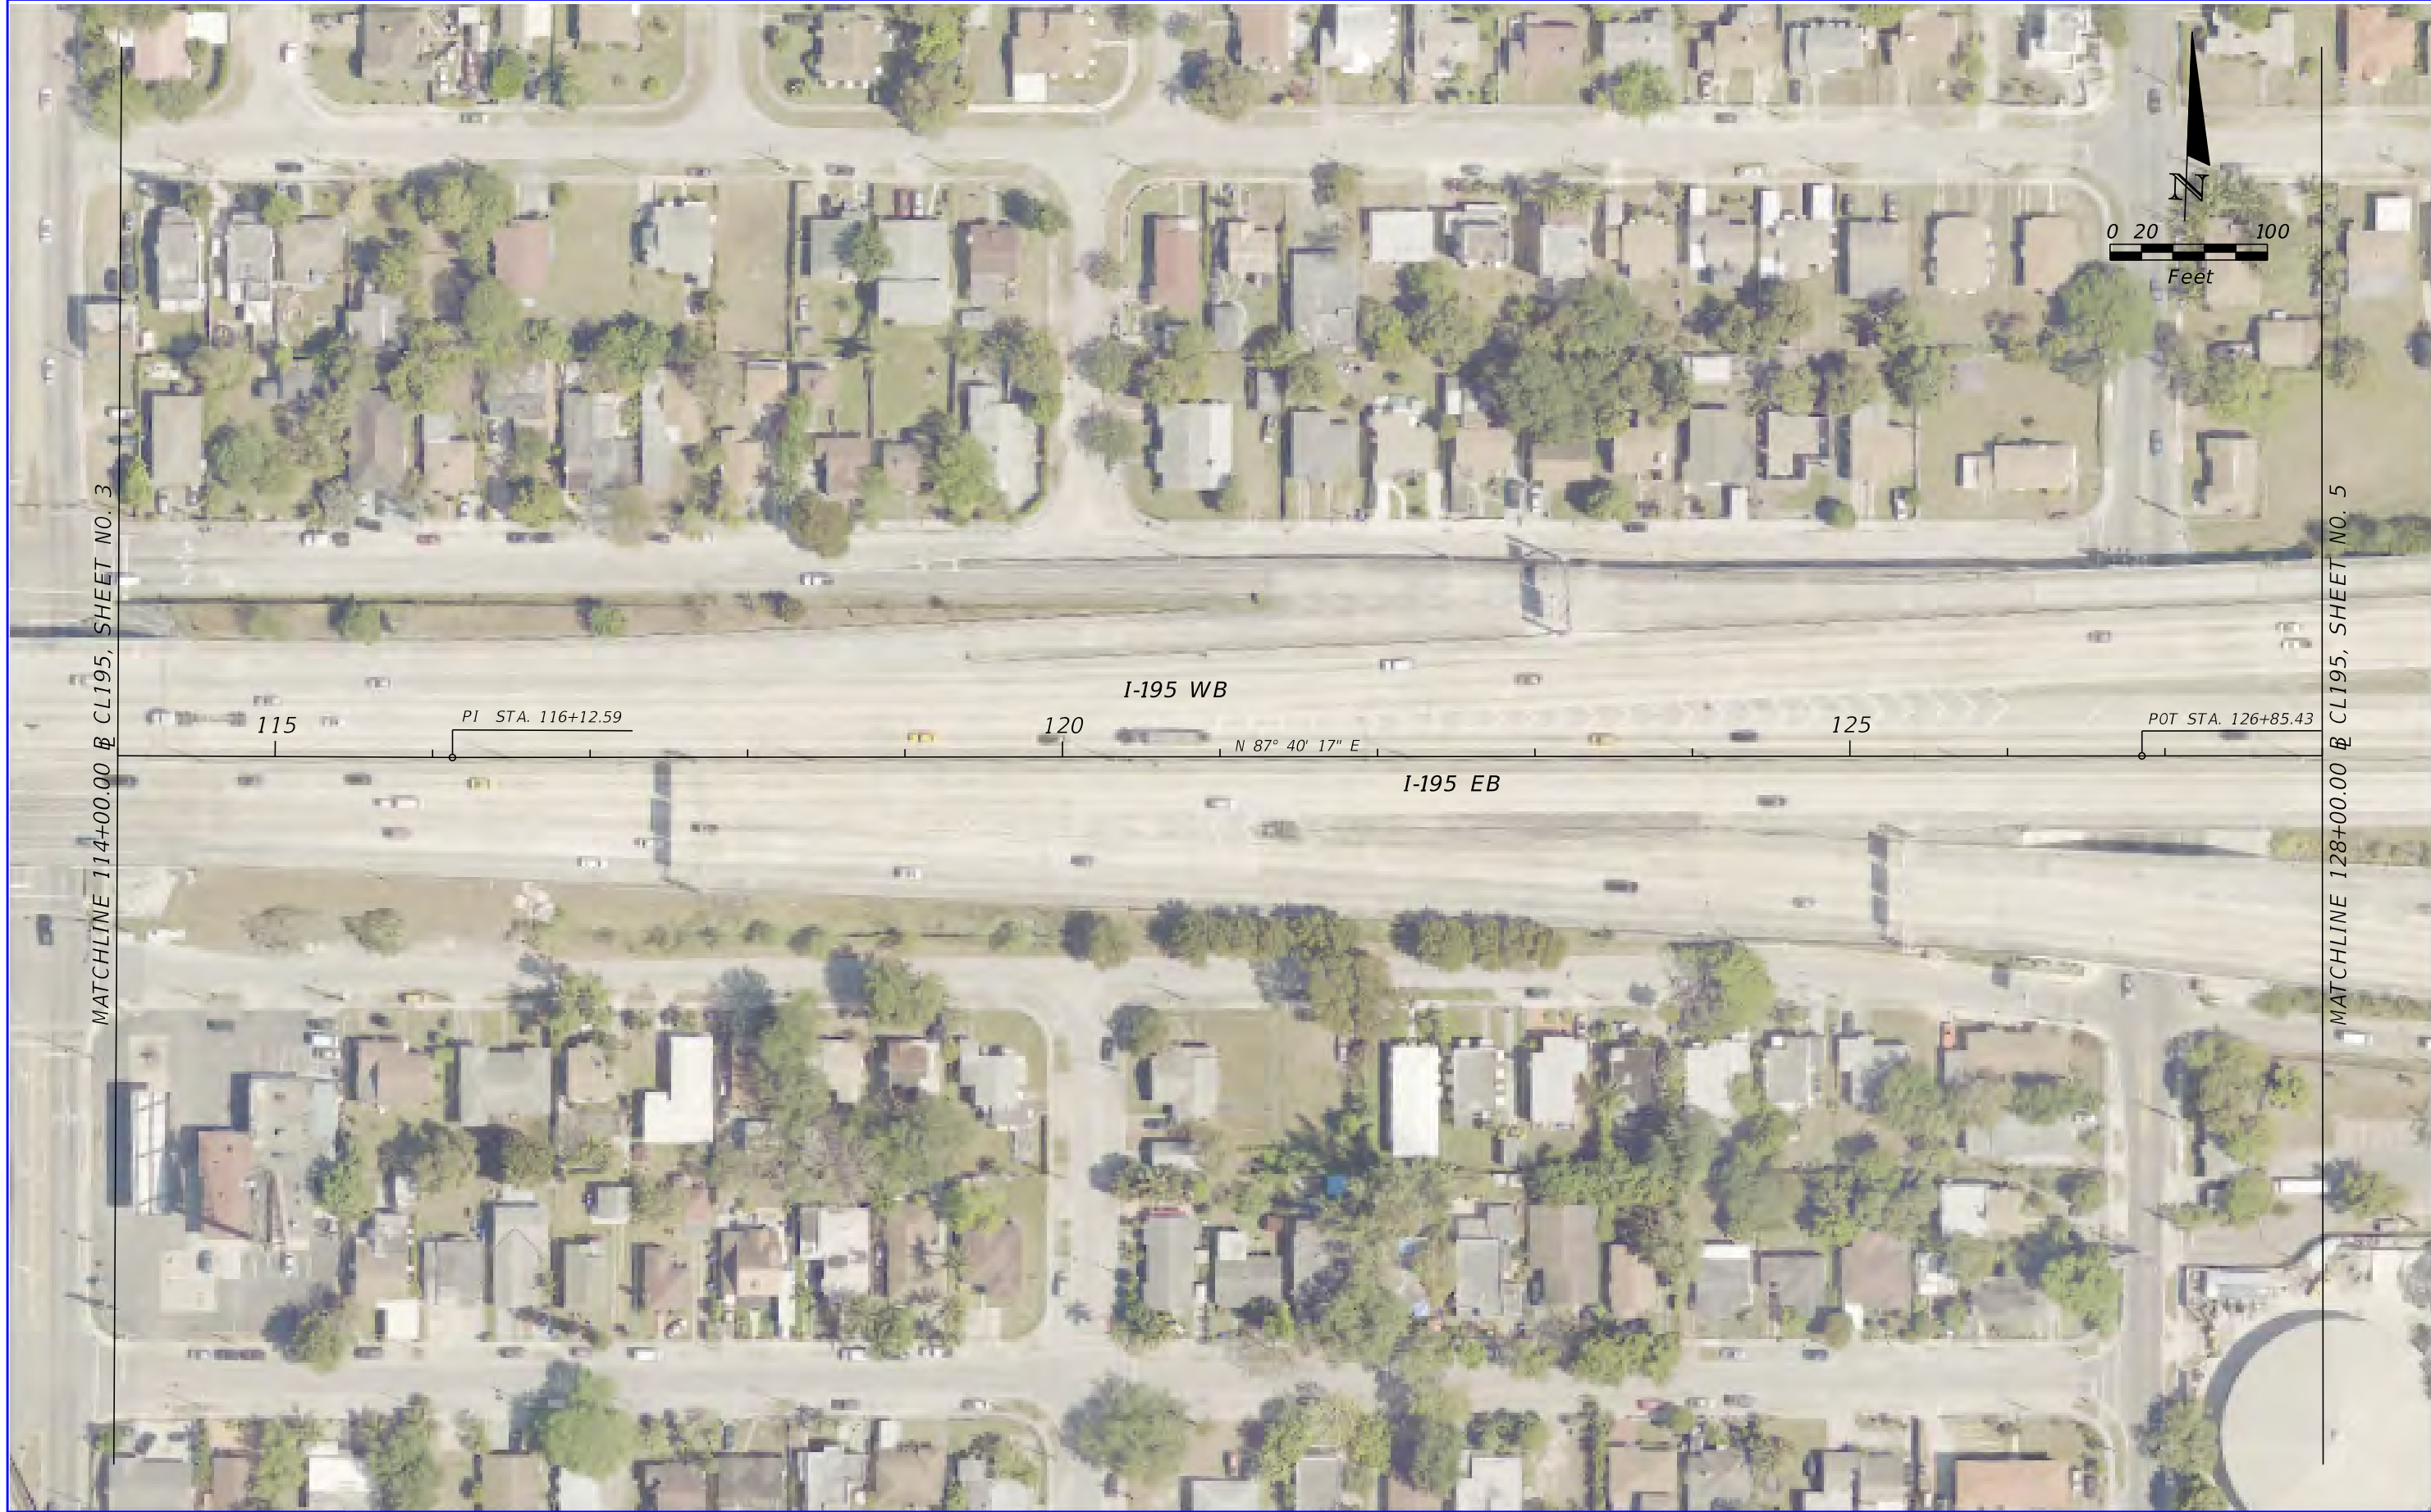 N
0 20 100
Feet
MATCHLINE 114+00.00 ℄ CL195, SHEET NO. 3
MATCHLINE 128+00.00 ℄ CL195, SHEET NO. 5
I-195 WB
115
PI STA. 116+12.59
120
N 87° 40' 17" E
125
POT STA. 126+85.43
I-195 EB